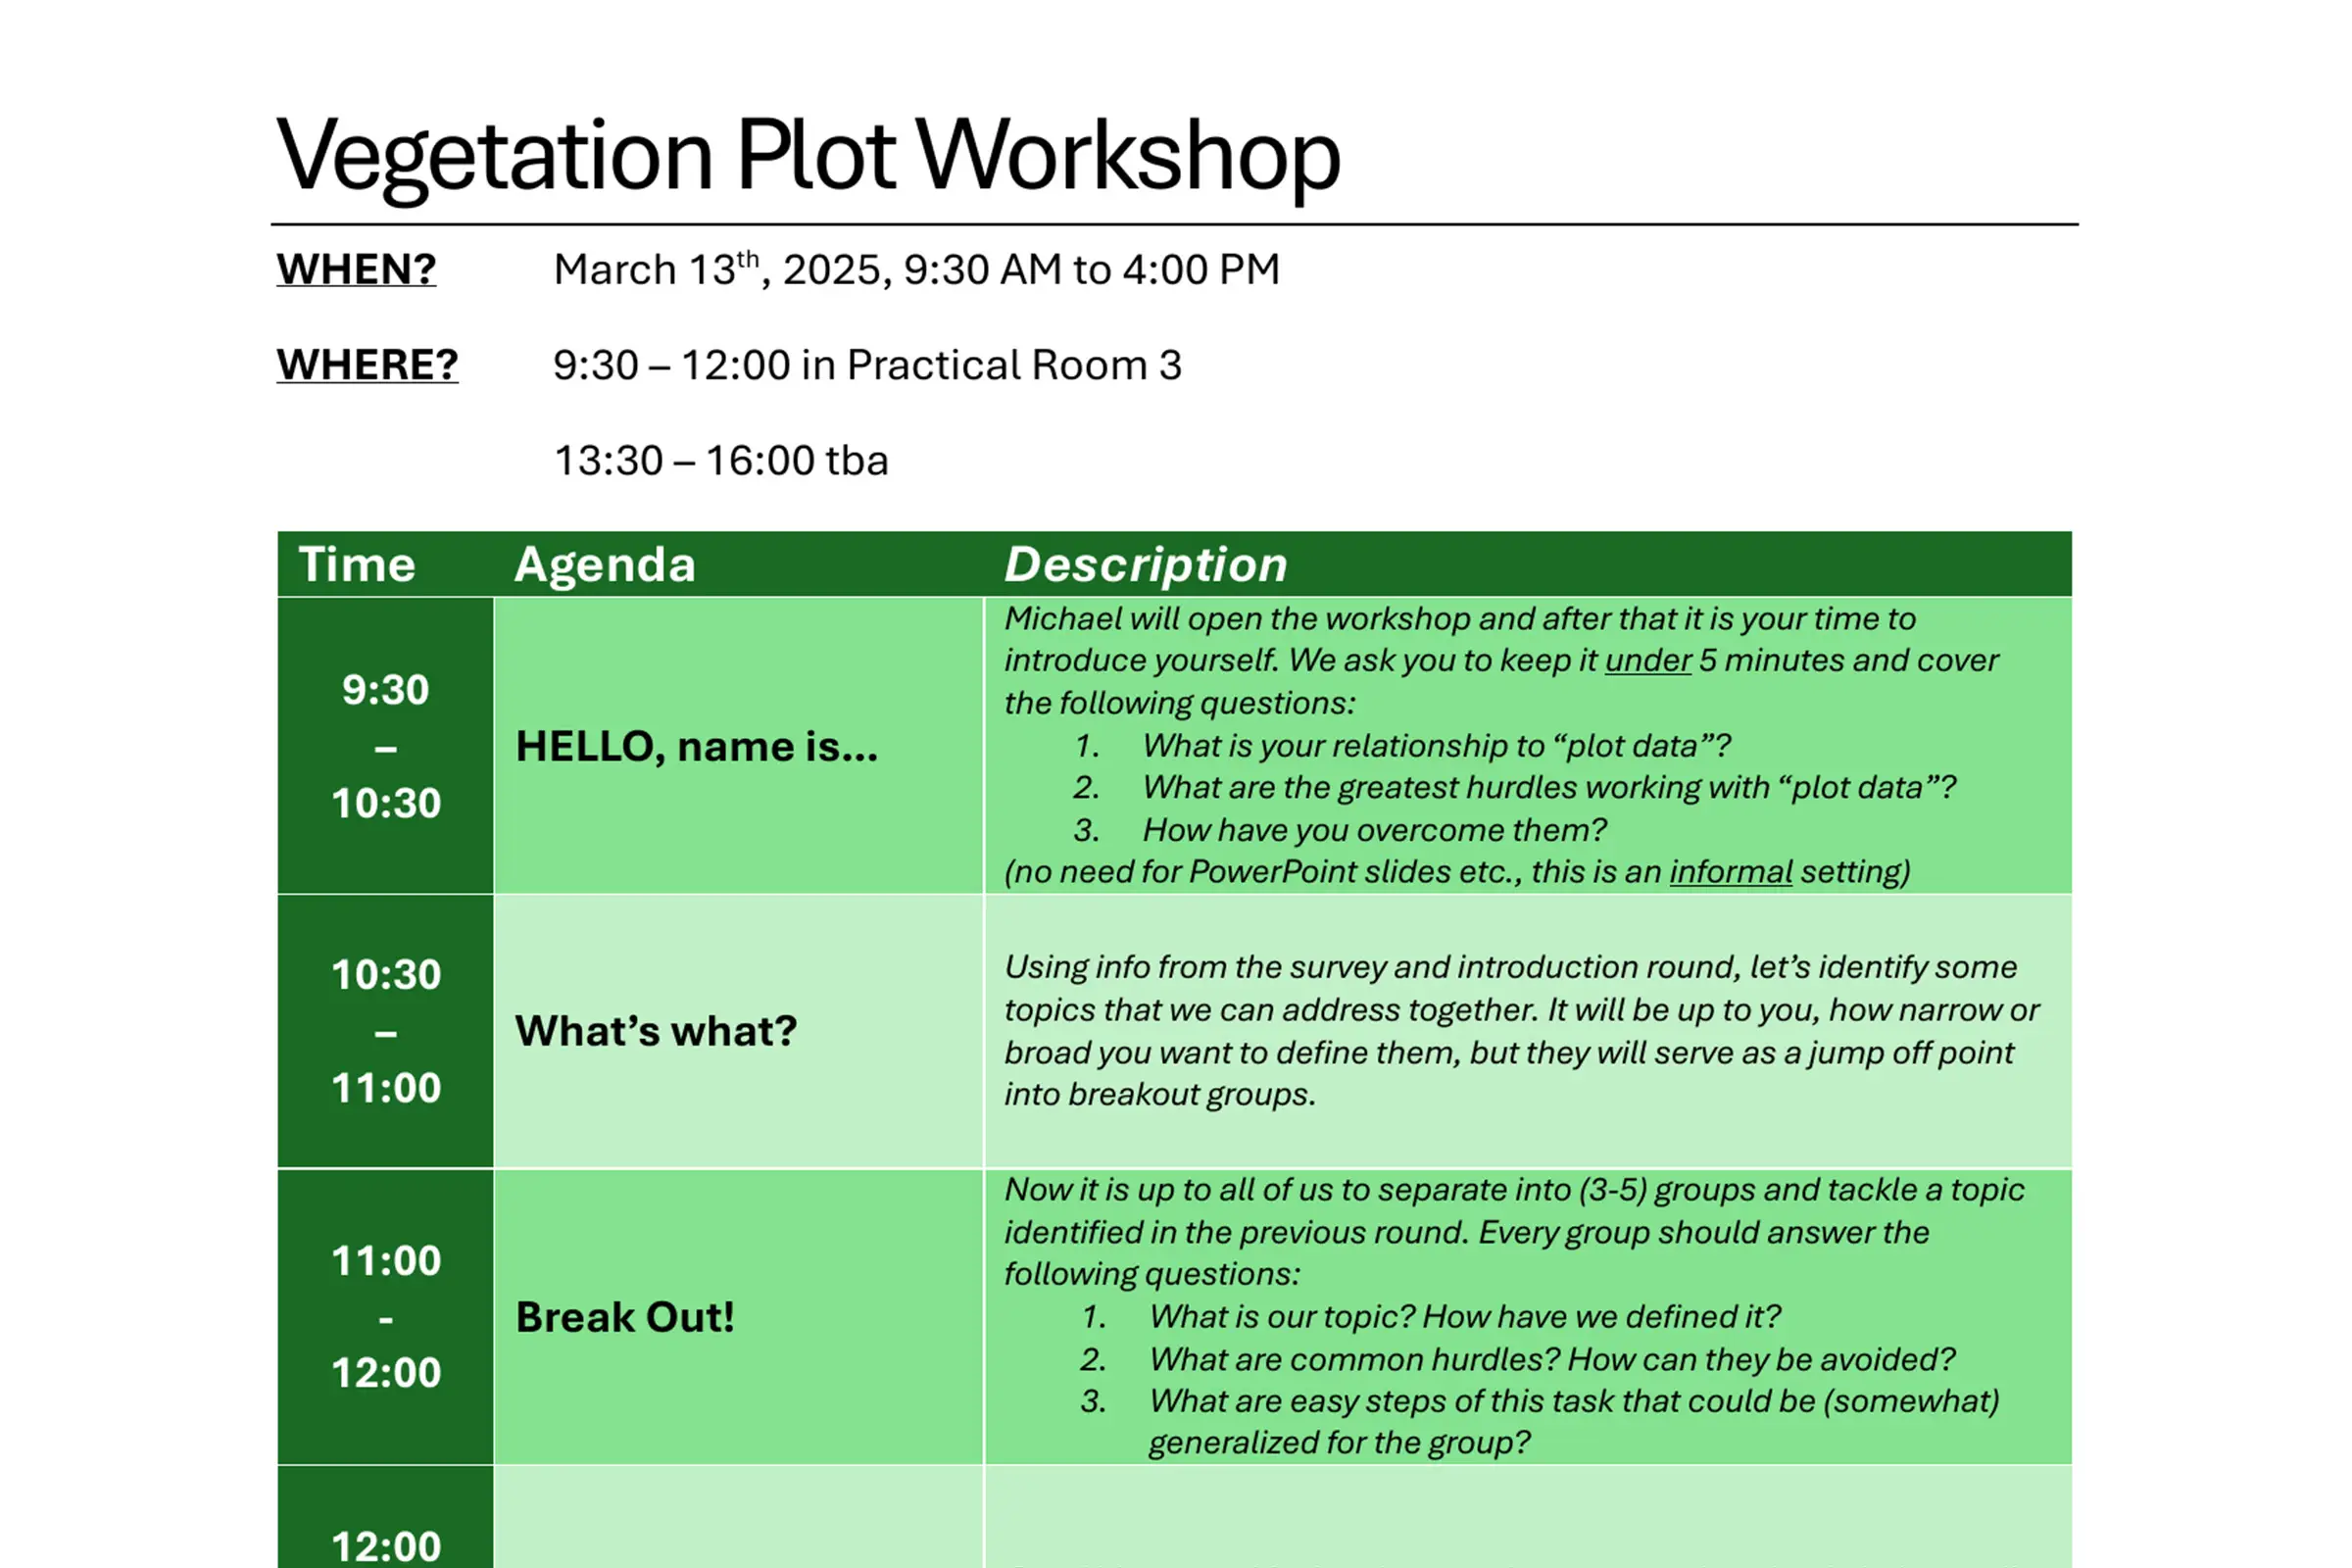 Vegetation Plot Workshop
WHEN? March 13th, 2025, 9:30 AM to 4:00 PM
WHERE? 9:30 – 12:00 in Practical Room 3
13:30 – 16:00 tba
Time Agenda Description
9:30
–
10:30
HELLO, name is...
Michael will open the workshop and after that it is your time to
introduce yourself. We ask you to keep it under 5 minutes and cover
the following questions:
1. What is your relationship to “plot data”?
2. What are the greatest hurdles working with “plot data”?
3. How have you overcome them?
(no need for PowerPoint slides etc., this is an informal setting)
10:30
–
11:00
What’s what?
Using info from the survey and introduction round, let’s identify some
topics that we can address together. It will be up to you, how narrow or
broad you want to define them, but they will serve as a jump off point
into breakout groups.
11:00
-
12:00
Break Out!
Now it is up to all of us to separate into (3-5) groups and tackle a topic
identified in the previous round. Every group should answer the
following questions:
1. What is our topic? How have we defined it?
2. What are common hurdles? How can they be avoided?
3. What are easy steps of this task that could be (somewhat)
generalized for the group?
12:00